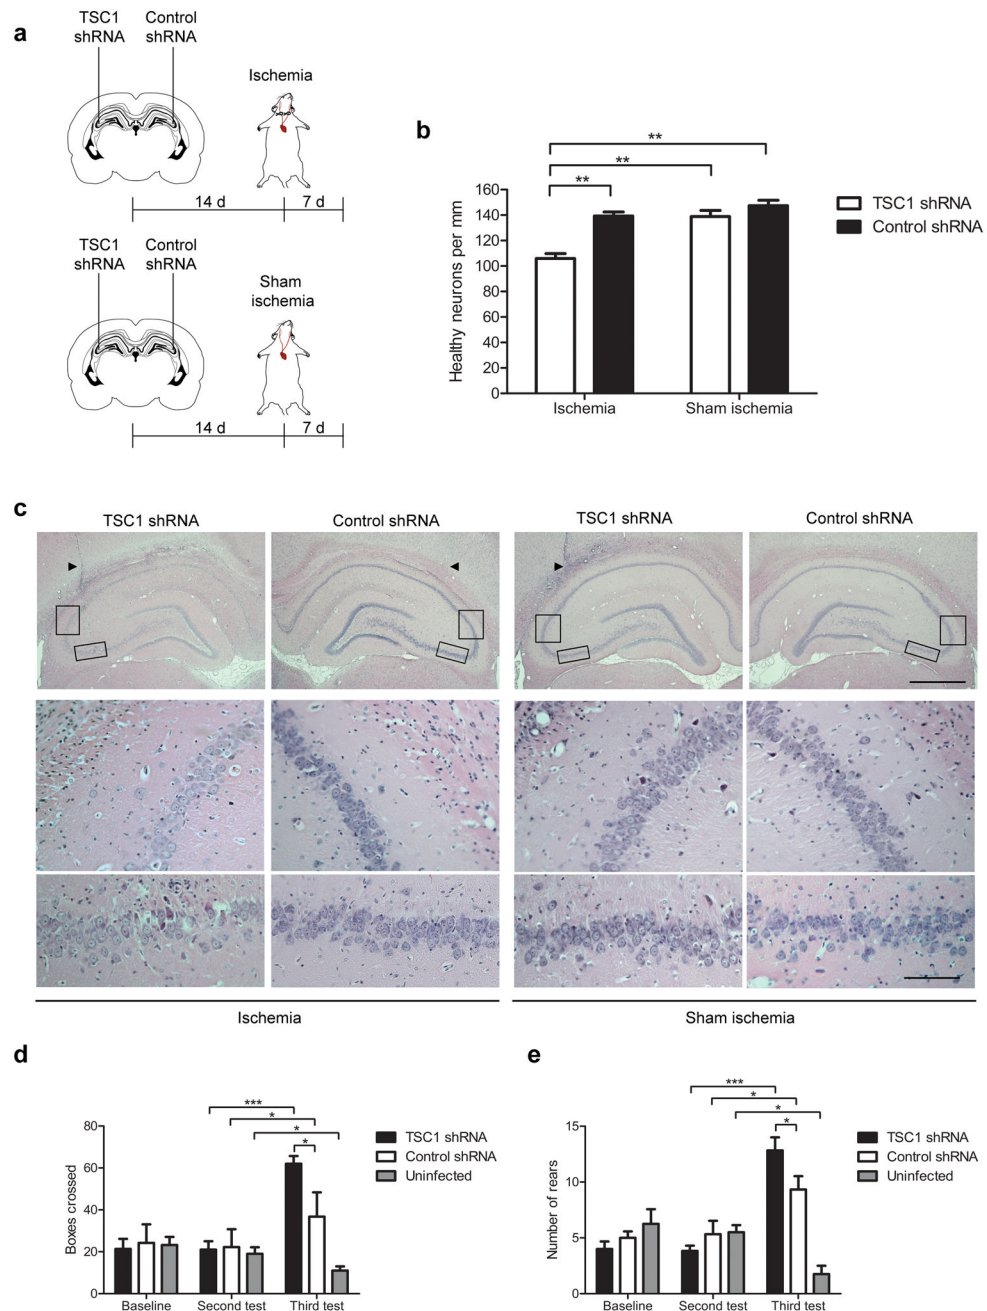 a
TSC1 shRNA
Control shRNA
Ischemia
14 d
7 d
TSC1 shRNA
Control shRNA
Sham ischemia
14 d
7 d
b
**
**
**
Healthy neurons per mm
160
140
120
100
80
60
40
20
0
Ischemia
Sham ischemia
TSC1 shRNA
Control shRNA
c
TSC1 shRNA
Control shRNA
TSC1 shRNA
Control shRNA
Ischemia
Sham ischemia
d
***
*
*
*
Boxes crossed
80
60
40
20
0
Baseline
Second test
Third test
TSC1 shRNA
Control shRNA
Uninfected
e
***
*
*
*
Number of rears
15
10
5
0
Baseline
Second test
Third test
TSC1 shRNA
Control shRNA
Uninfected